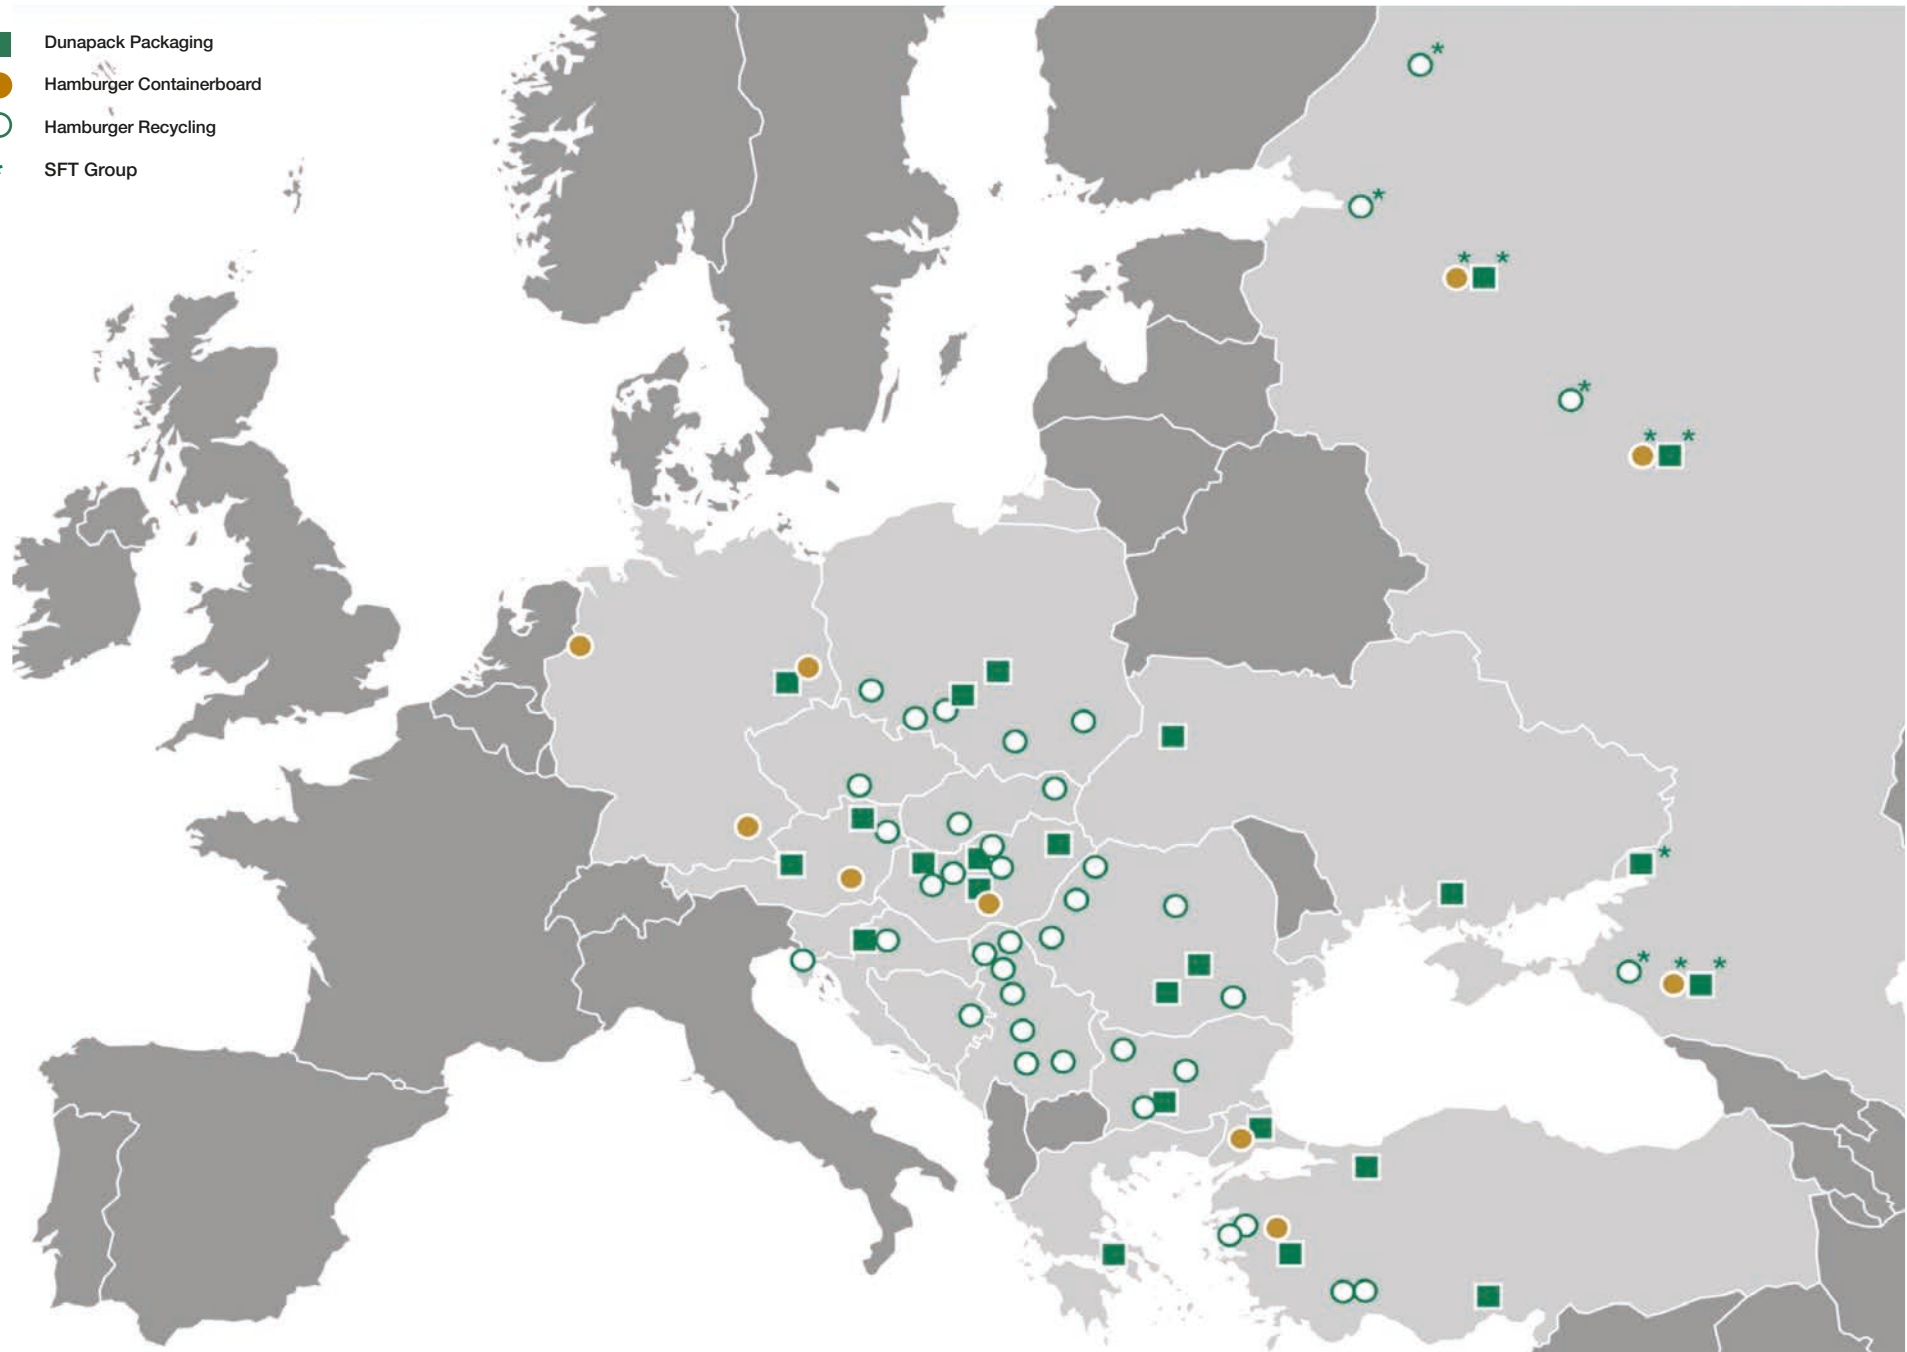 Dunapack Packaging
Hamburger Containerboard
Hamburger Recycling
* SFT Group